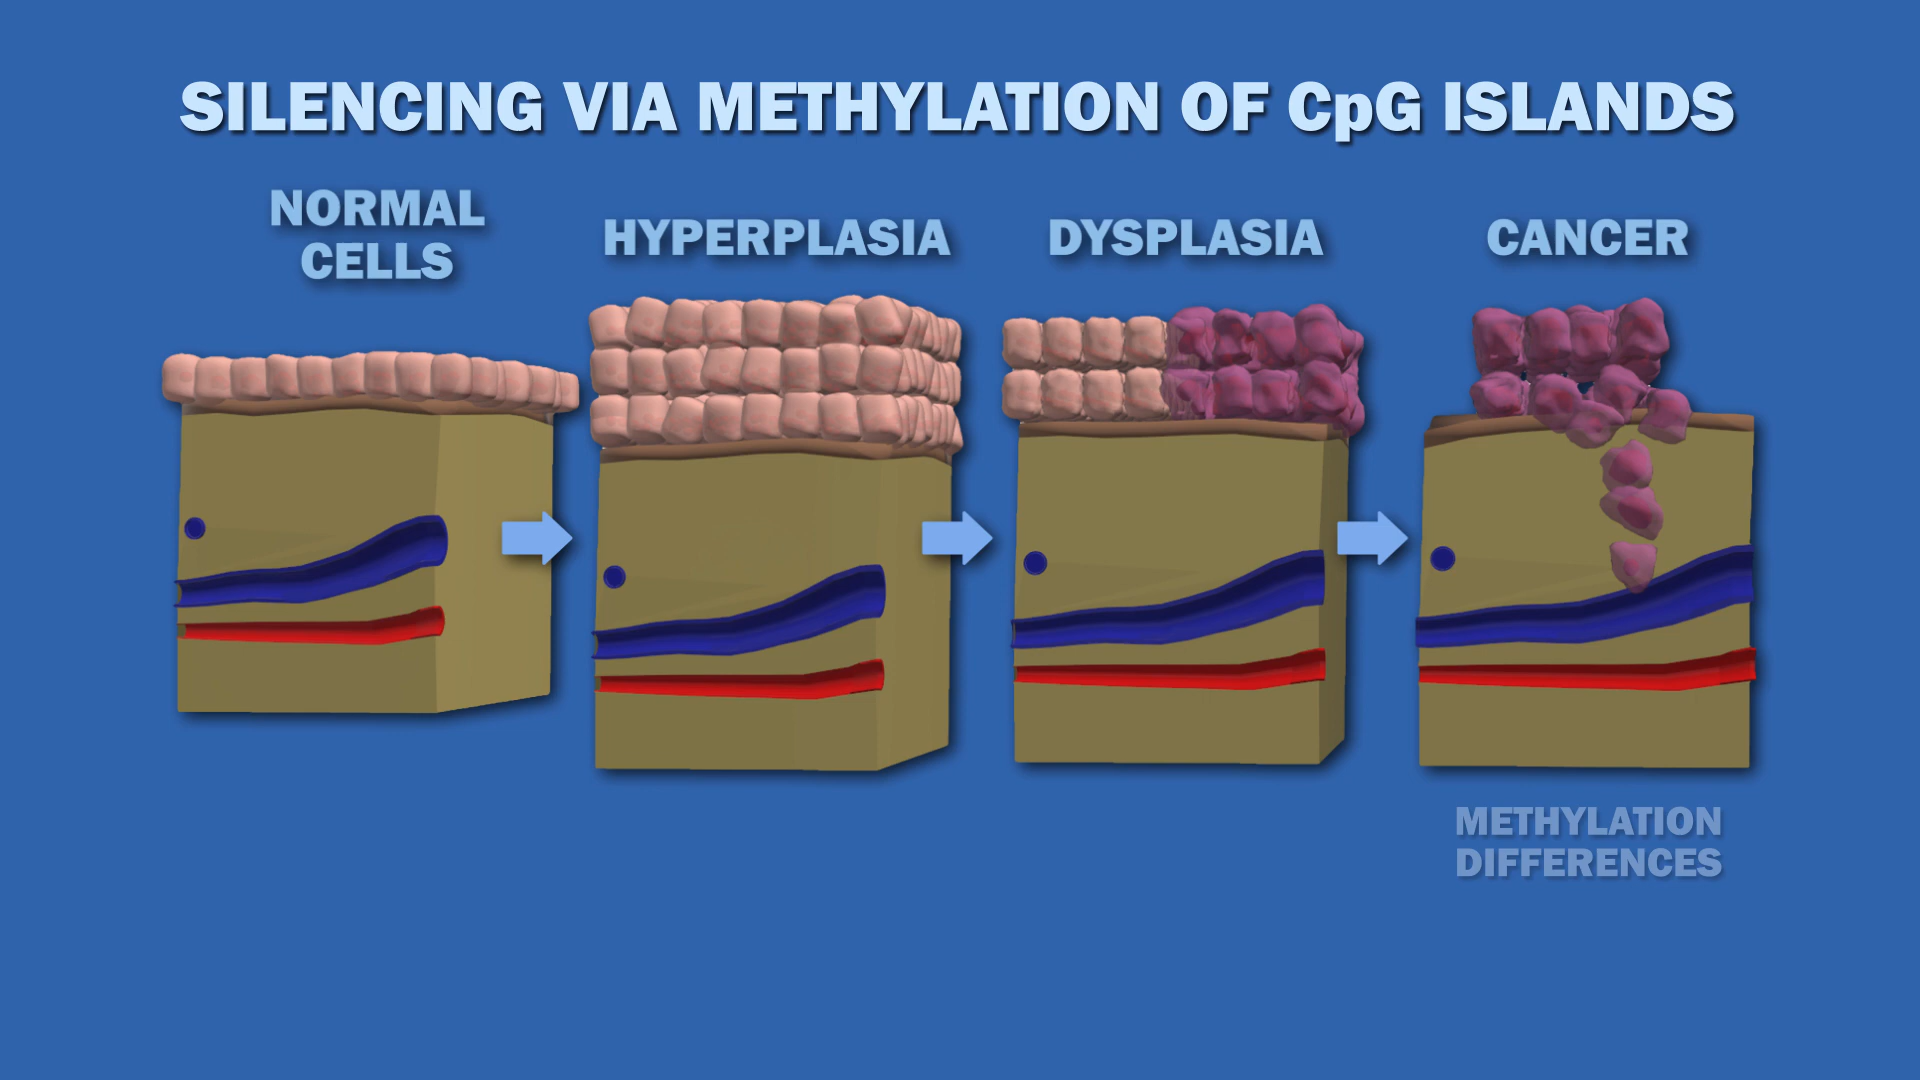 SILENCING VIA METHYLATION OF CpG ISLANDS
NORMAL
CELLS
HYPERPLASIA
DYSPLASIA
CANCER
METHYLATION
DIFFERENCES